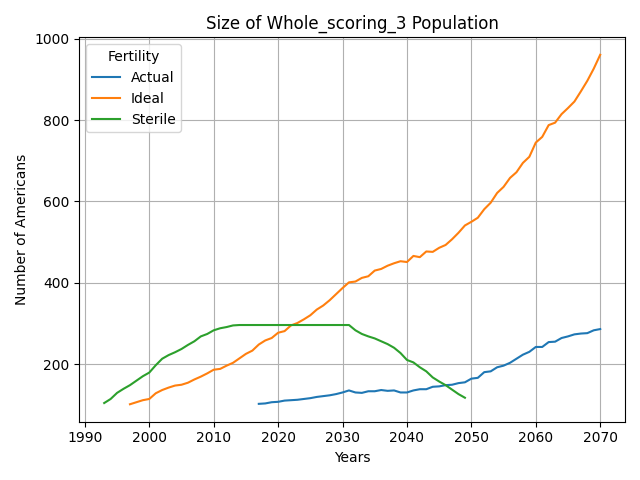 Size of Whole_scoring_3 Population
Fertility
Actual
Ideal
Sterile
Number of Americans
1000
800
600
400
200
1990 2000 2010 2020 2030 2040 2050 2060 2070
Years